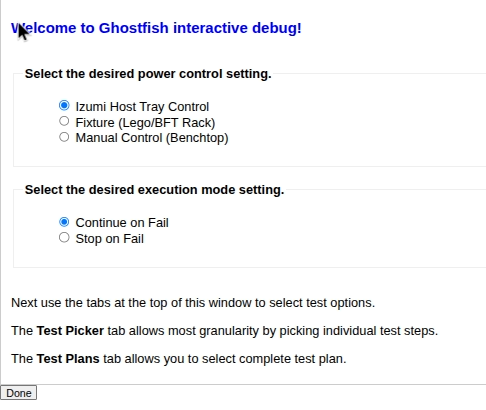 Welcome to Ghostfish interactive debug!
Select the desired power control setting.
Izumi Host Tray Control
Fixture (Lego/BFT Rack)
Manual Control (Benchtop)
Select the desired execution mode setting.
Continue on Fail
Stop on Fail
Next use the tabs at the top of this window to select test options.
The Test Picker tab allows most granularity by picking individual test steps.
The Test Plans tab allows you to select complete test plan.
Done